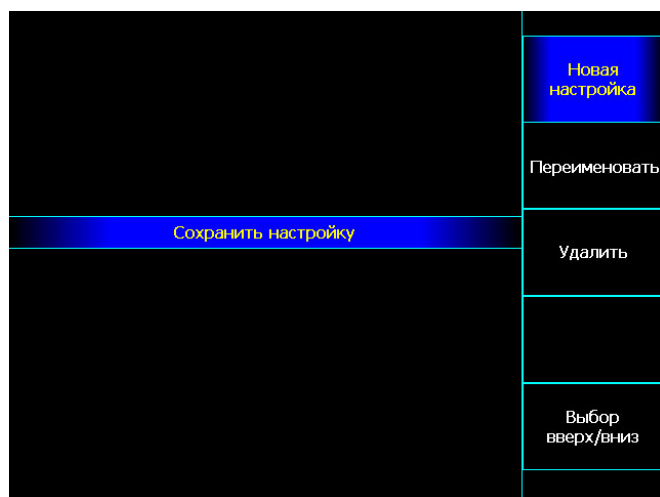 Новая
настройка
Переименовать
Сохранить настройку
Удалить
Выбор
вверх/вниз